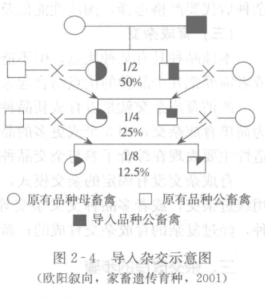 1/2
50%
1/4
25%
1/8
12.5%
○ 原有品种母畜禽 □ 原有品种公畜禽
■ 导入品种公畜禽
图 2-4 导入杂交示意图
(欧阳叙向，家畜遗传育种，2001)